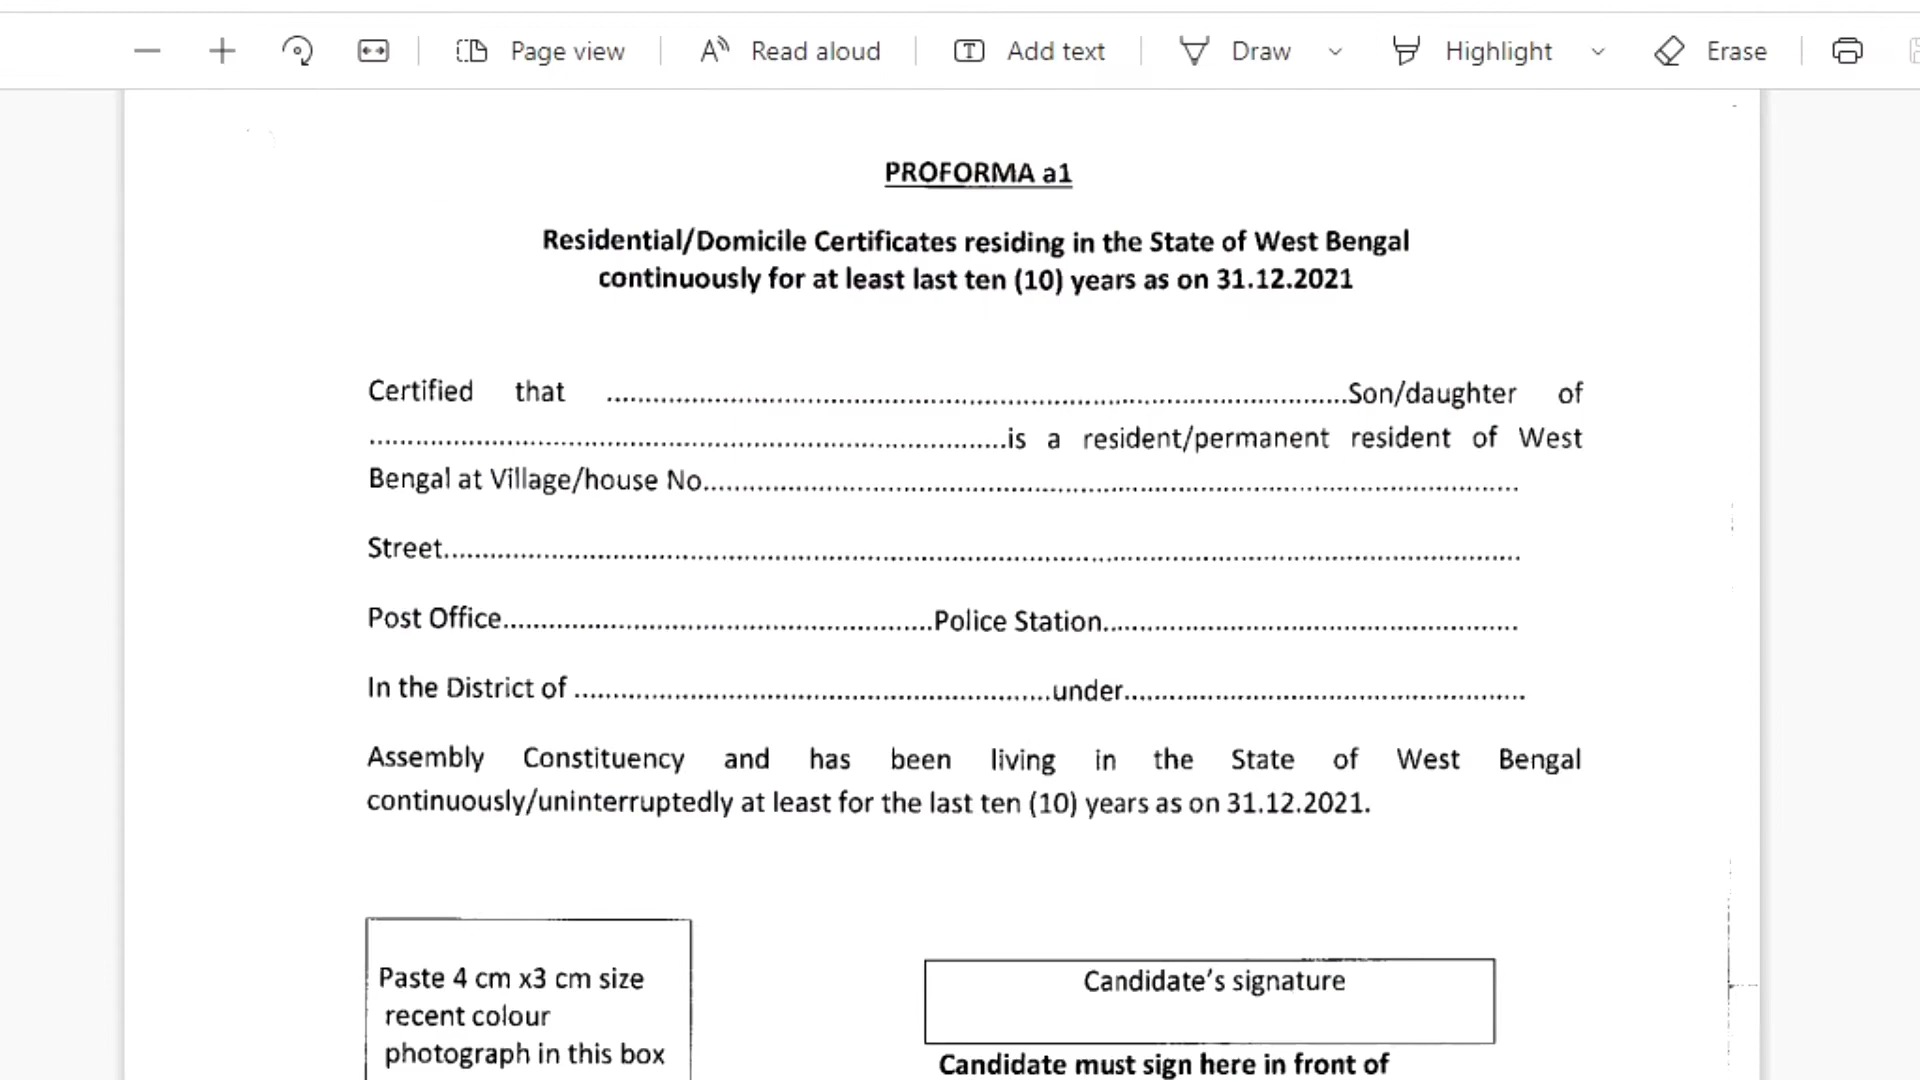 Page view Read aloud Add text Draw Highlight Erase
PROFORMA a1
Residential/Domicile Certificates residing in the State of West Bengal
continuously for at least last ten (10) years as on 31.12.2021
Certified that ........................................Son/daughter of
........................................is a resident/permanent resident of West
Bengal at Village/house No........................................
Street........................................
Post Office........................................Police Station........................................
In the District of ........................................under........................................
Assembly Constituency and has been living in the State of West Bengal
continuously/uninterruptedly at least for the last ten (10) years as on 31.12.2021.
Paste 4 cm x3 cm size
recent colour
photograph in this box
Candidate's signature
Candidate must sign here in front of